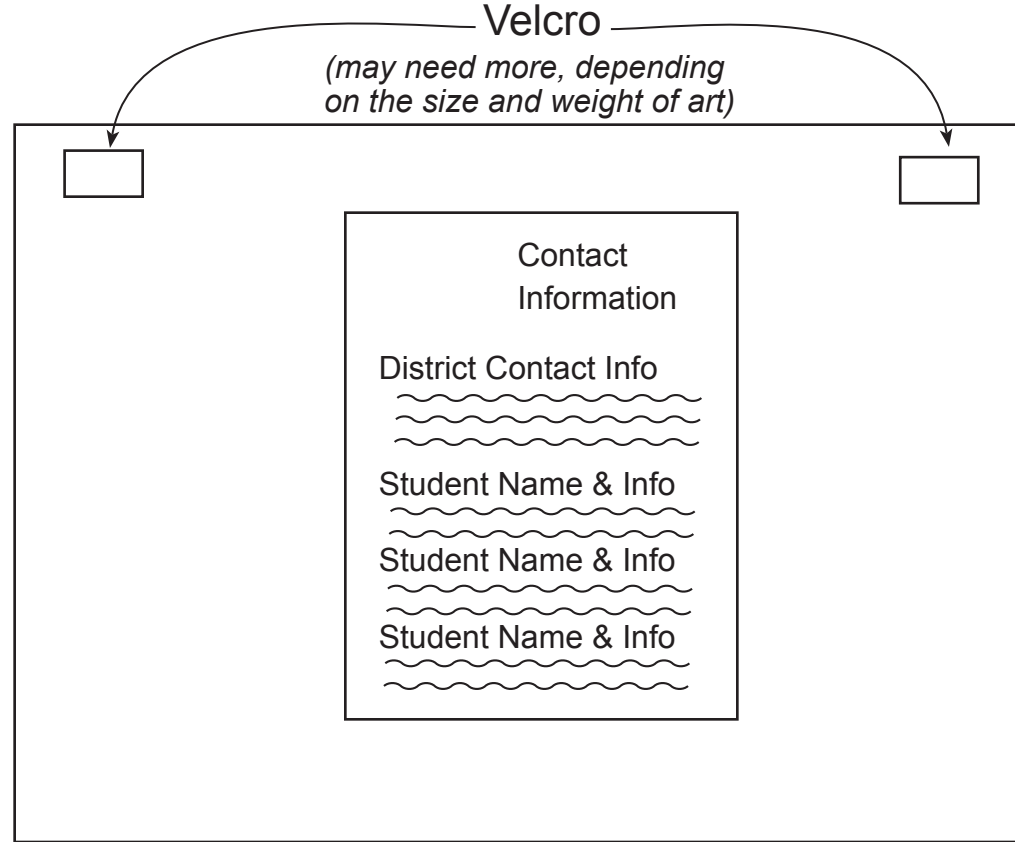 Velcro
(may need more, depending
on the size and weight of art)
Contact
Information
District Contact Info
Student Name & Info
Student Name & Info
Student Name & Info